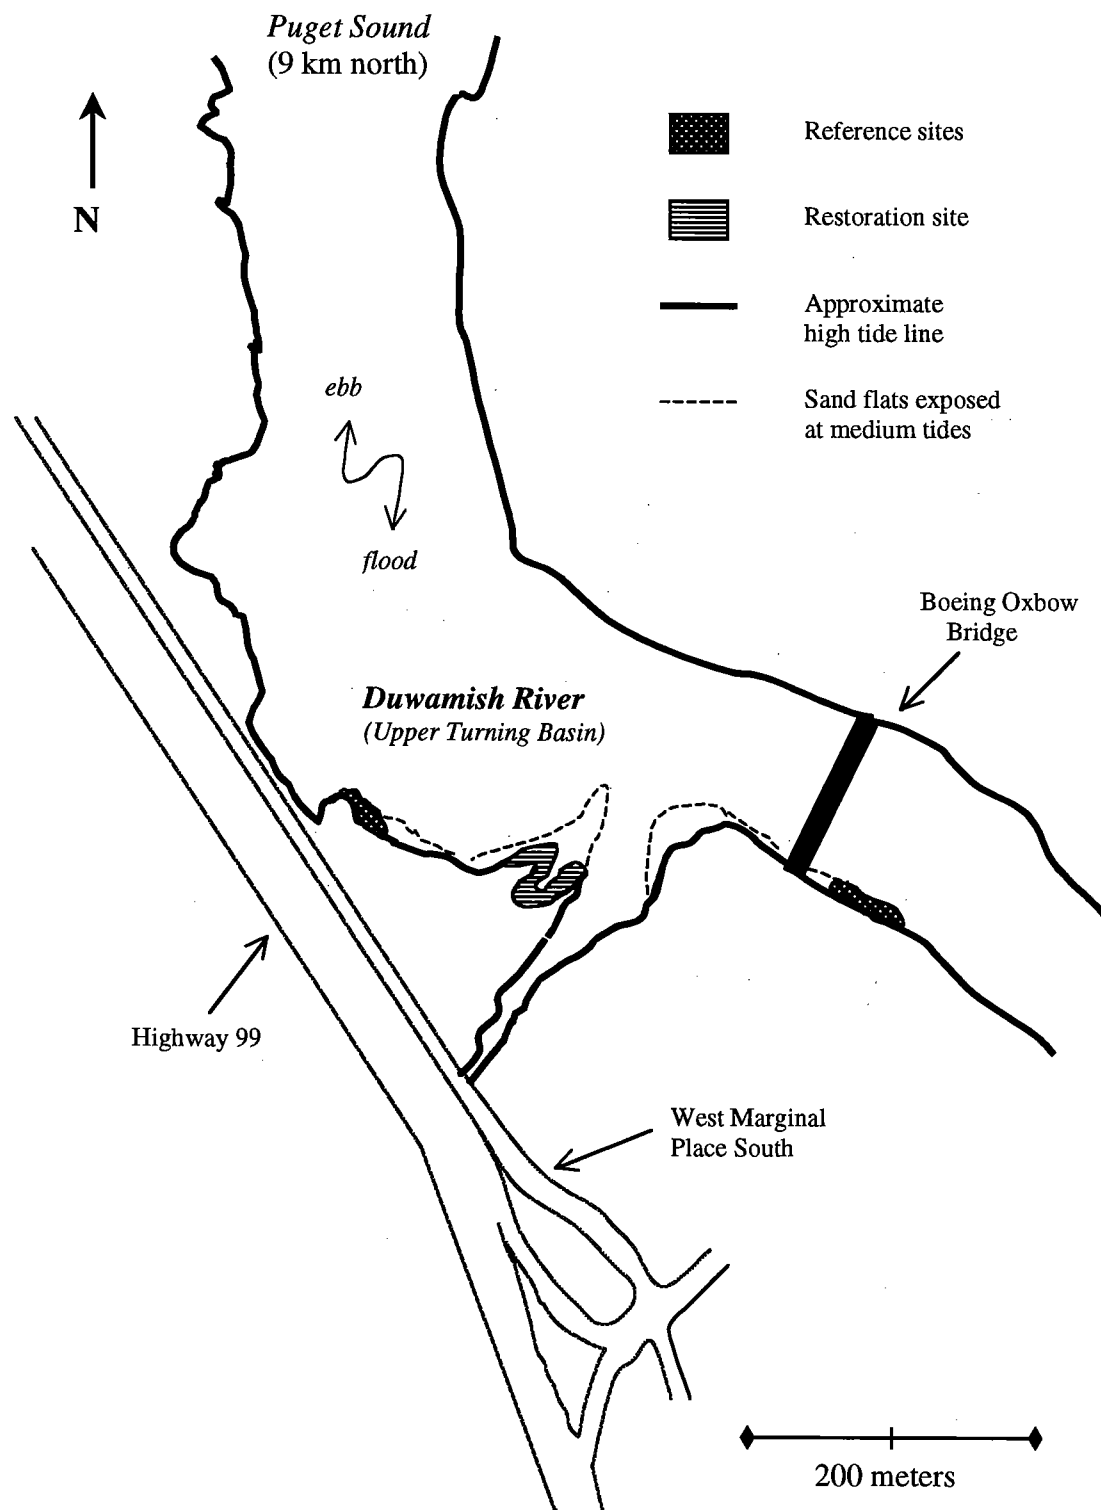 Puget Sound
(9 km north)
N
Reference sites
Restoration site
Approximate
high tide line
Sand flats exposed
at medium tides
ebb
flood
Boeing Oxbow
Bridge
Duwamish River
(Upper Turning Basin)
Highway 99
West Marginal
Place South
200 meters